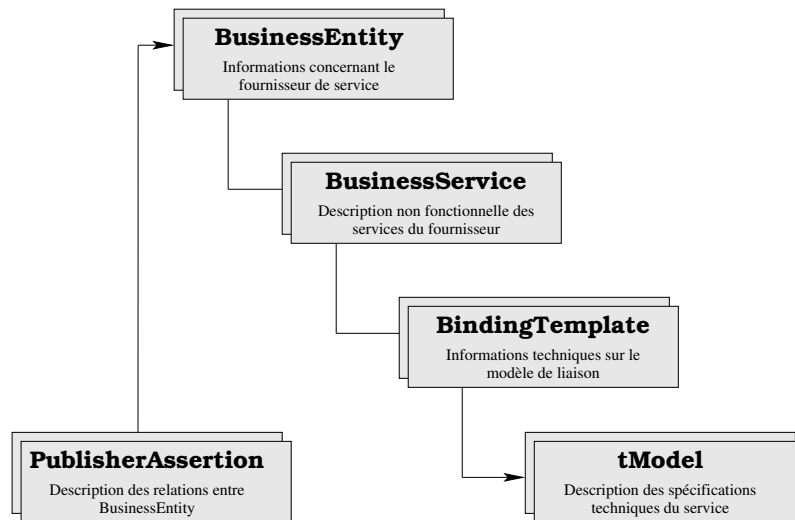 BusinessEntity
Informations concernant le
fournisseur de service
BusinessService
Description non fonctionnelle des
services du fournisseur
BindingTemplate
Informations techniques sur le
modèle de liaison
PublisherAssertion
Description des relations entre
BusinessEntity
tModel
Description des spécifications
techniques du service